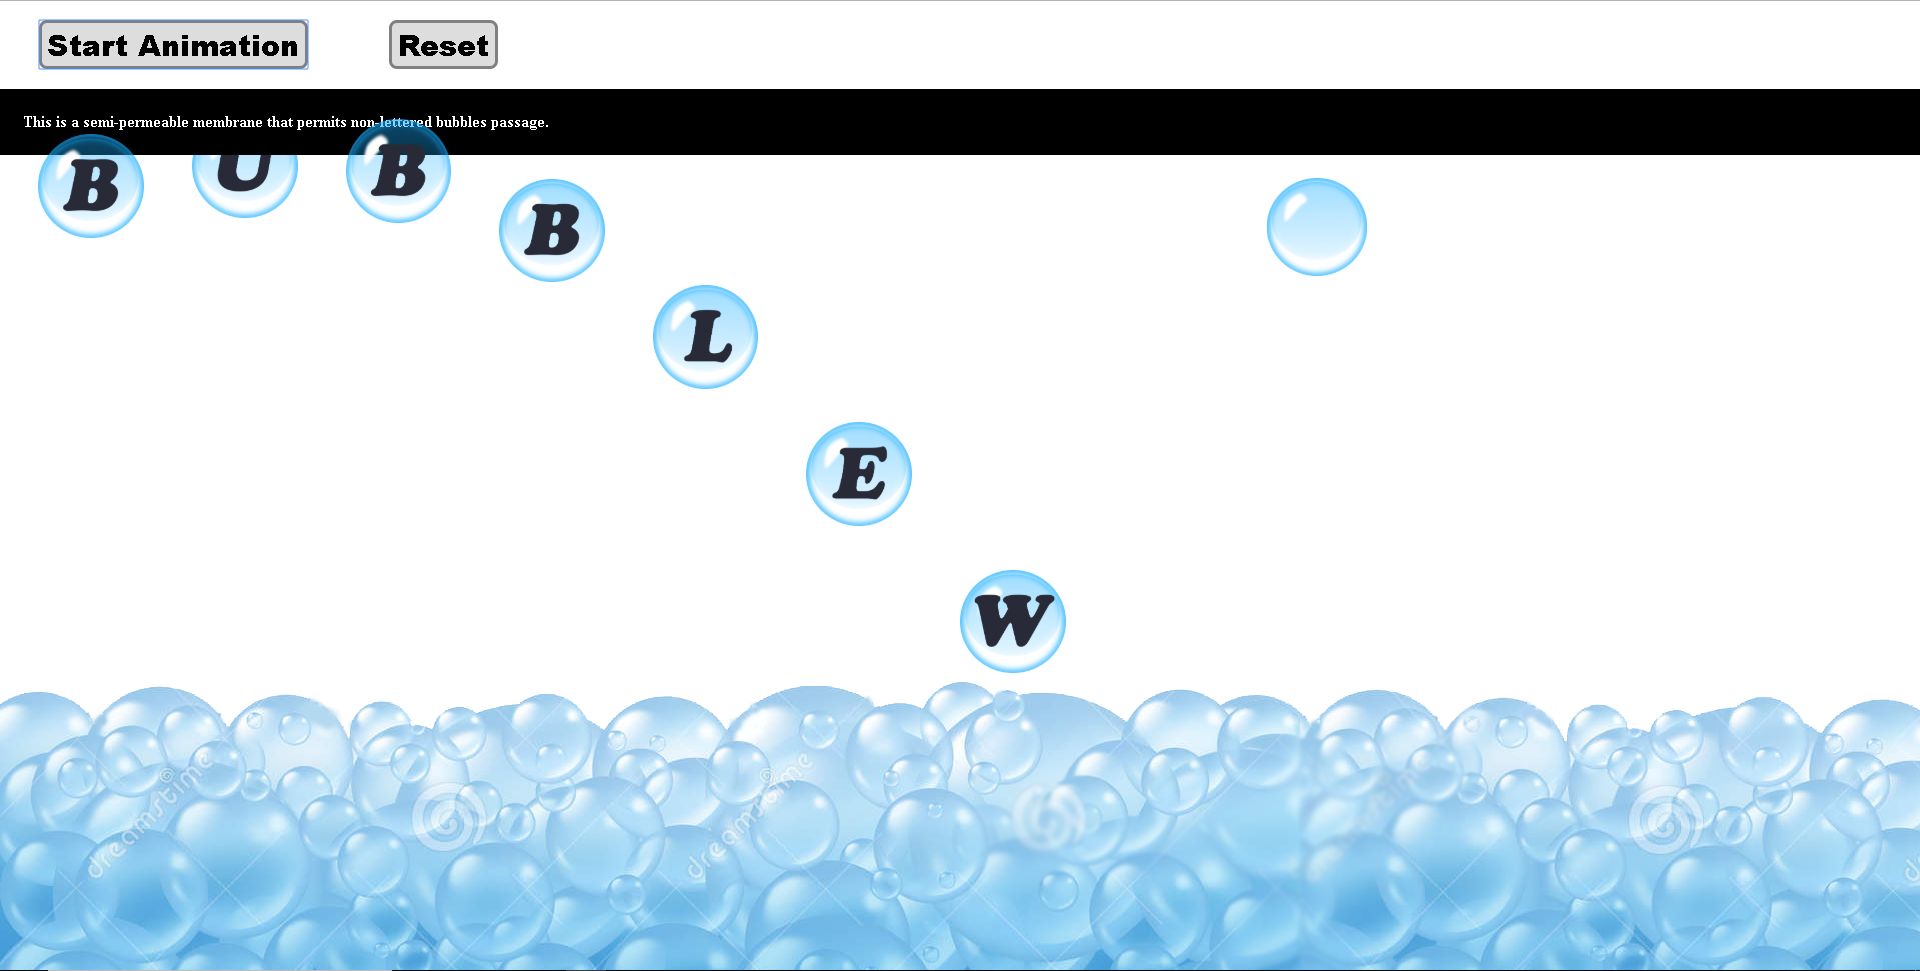 Start Animation
Reset
This is a semi-permeable membrane that permits non-lettered bubbles passage.
B
U
B
B
L
E
W
dreamstime
dreamstime